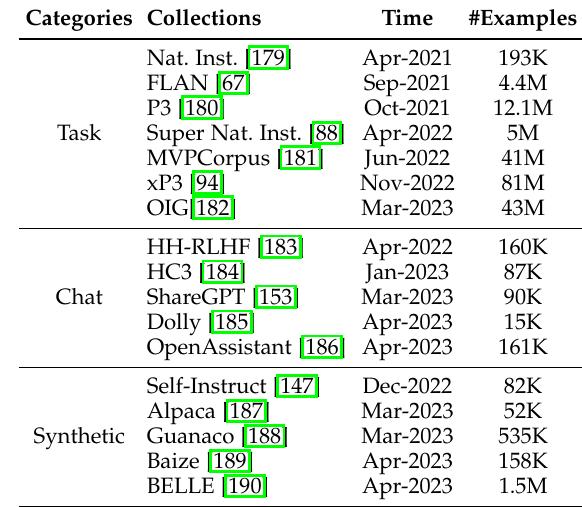 Categories Collections Time #Examples
Nat. Inst. [179] Apr-2021 193K
FLAN [67] Sep-2021 4.4M
P3 [180] Oct-2021 12.1M
Task Super Nat. Inst. [88] Apr-2022 5M
MVPCorpus [181] Jun-2022 41M
xP3 [94] Nov-2022 81M
OIG[182] Mar-2023 43M
HH-RLHF [183] Apr-2022 160K
HC3 [184] Jan-2023 87K
Chat ShareGPT [153] Mar-2023 90K
Dolly [185] Apr-2023 15K
OpenAssistant [186] Apr-2023 161K
Self-Instruct [147] Dec-2022 82K
Alpaca [187] Mar-2023 52K
Synthetic Guanaco [188] Mar-2023 535K
Baize [189] Apr-2023 158K
BELLE [190] Apr-2023 1.5M